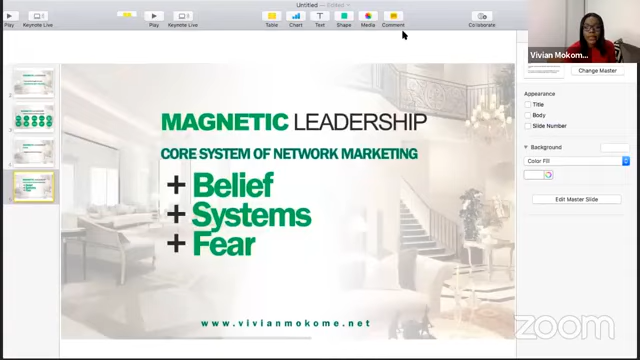 Untitled — Edited
Play
Keynote Live
Play
Keynote Live
Table
Chart
Text
Shape
Media
Comment
Collaborate
Vivian Mokom...
Change Master
Appearance
Title
Body
Slide Number
Background
Color Fill
Edit Master Slide
MAGNETIC LEADERSHIP
CORE SYSTEM OF NETWORK MARKETING
+ Belief
+ Systems
+ Fear
www.vivianmokome.net
zoom